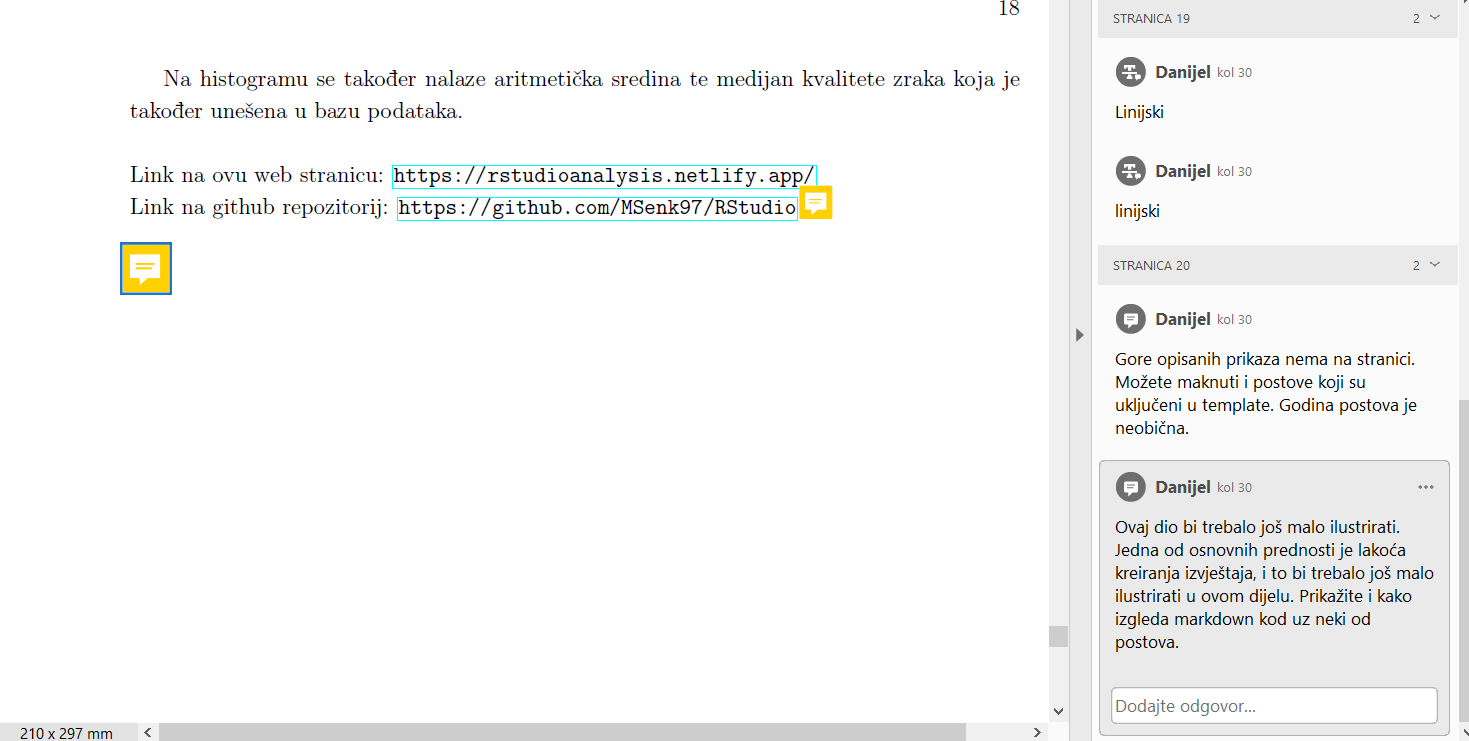 18
Na histogramu se također nalaze aritmetička sredina te medijan kvalitete zraka koja je
također unešena u bazu podataka.
Link na ovu web stranicu: https://rstudioanalysis.netlify.app/
Link na github repozitorij: https://github.com/MSenk97/RStudio
210 x 297 mm
STRANICA 19
2
Danijel kol 30
Linijski
Danijel kol 30
linijski
STRANICA 20
2
Danijel kol 30
Gore opisanih prikaza nema na stranici.
Možete maknuti i postove koji su
uključeni u template. Godina postova je
neobična.
Danijel kol 30
Ovaj dio bi trebalo još malo ilustrirati.
Jedna od osnovnih prednosti je lakoća
kreiranja izvještaja, i to bi trebalo još malo
ilustrirati u ovom dijelu. Prikažite i kako
izgleda markdown kod uz neki od
postova.
Dodajte odgovor...